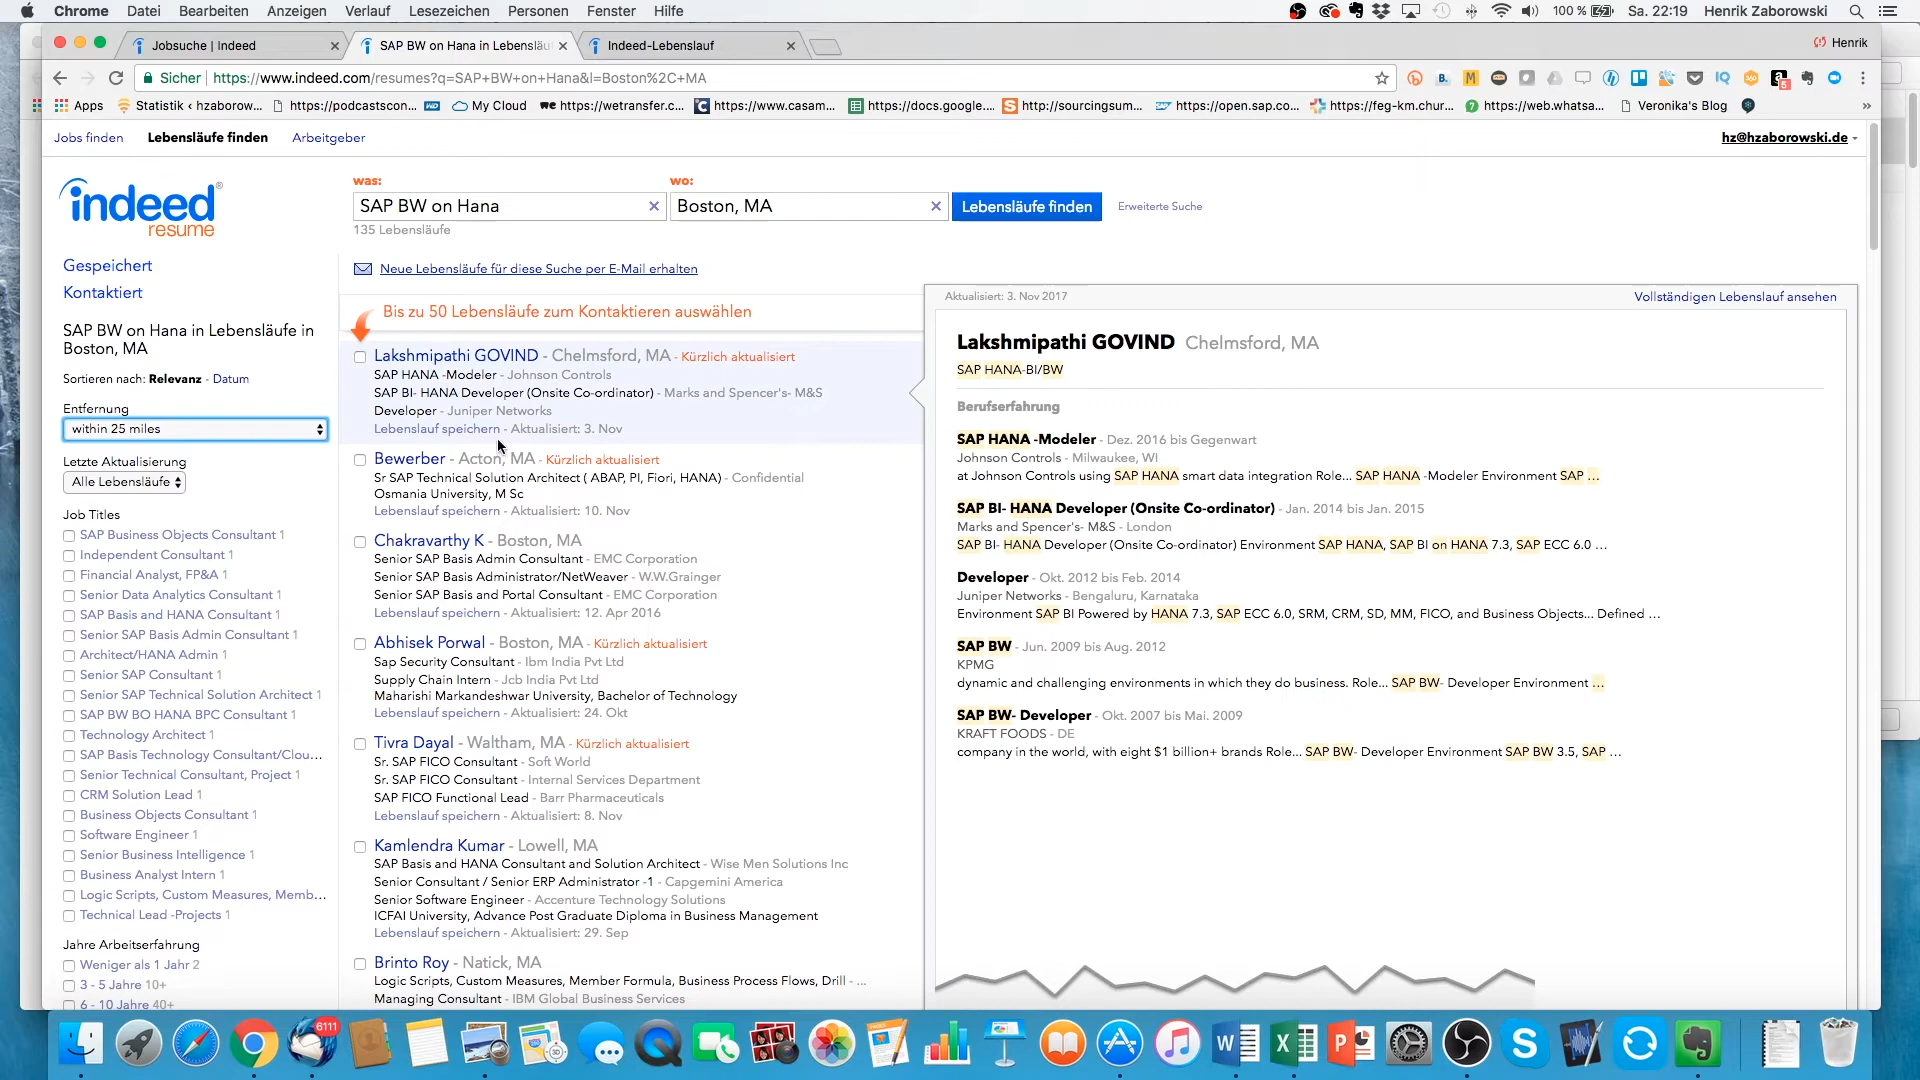 Chrome Datei Bearbeiten Anzeigen Verlauf Lesezeichen Personen Fenster Hilfe 100 % Sa. 22:19 Henrik Zaborowski
Jobsuche | Indeed
SAP BW on Hana in Lebensläuf
Indeed-Lebenslauf
Henrik
Sicher https://www.indeed.com/resumes?q=SAP+BW+on+Hana&l=Boston%2C+MA
Apps Statistik ‹ hzaborow... https://podcastscon... My Cloud https://wetransfer.c... https://www.casam... https://docs.google.... http://sourcingsum... https://open.sap.co... https://feg-km.chur... https://web.whatsa... Veronika's Blog »
Jobs finden Lebensläufe finden Arbeitgeber
hz@hzaborowski.de
indeed®
resume
was:
wo:
SAP BW on Hana
Boston, MA
Lebensläufe finden
Erweiterte Suche
135 Lebensläufe
Gespeichert
Kontaktiert
SAP BW on Hana in Lebensläufe in
Boston, MA
Sortieren nach: Relevanz - Datum
Entfernung
within 25 miles
Letzte Aktualisierung
Alle Lebensläufe
Job Titles
SAP Business Objects Consultant 1
Independent Consultant 1
Financial Analyst, FP&A 1
Senior Data Analytics Consultant 1
SAP Basis and HANA Consultant 1
Senior SAP Basis Admin Consultant 1
Architect/HANA Admin 1
Senior SAP Consultant 1
Senior SAP Technical Solution Architect 1
SAP BW BO HANA BPC Consultant 1
Technology Architect 1
SAP Basis Technology Consultant/Clou...
Senior Technical Consultant, Project 1
CRM Solution Lead 1
Business Objects Consultant 1
Software Engineer 1
Senior Business Intelligence 1
Business Analyst Intern 1
Logic Scripts, Custom Measures, Memb...
Technical Lead -Projects 1
Jahre Arbeitserfahrung
Weniger als 1 Jahr 2
3 - 5 Jahre 10+
6 - 10 Jahre 40+
Neue Lebensläufe für diese Suche per E-Mail erhalten
Bis zu 50 Lebensläufe zum Kontaktieren auswählen
Lakshmipathi GOVIND - Chelmsford, MA - Kürzlich aktualisiert
SAP HANA -Modeler - Johnson Controls
SAP BI- HANA Developer (Onsite Co-ordinator) - Marks and Spencer's- M&S
Developer - Juniper Networks
Lebenslauf speichern - Aktualisiert: 3. Nov
Bewerber - Acton, MA - Kürzlich aktualisiert
Sr SAP Technical Solution Architect ( ABAP, PI, Fiori, HANA) - Confidential
Osmania University, M Sc
Lebenslauf speichern - Aktualisiert: 10. Nov
Chakravarthy K - Boston, MA
Senior SAP Basis Admin Consultant - EMC Corporation
Senior SAP Basis Administrator/NetWeaver - W.W.Grainger
Senior SAP Basis and Portal Consultant - EMC Corporation
Lebenslauf speichern - Aktualisiert: 12. Apr 2016
Abhisek Porwal - Boston, MA - Kürzlich aktualisiert
Sap Security Consultant - Ibm India Pvt Ltd
Supply Chain Intern - Jcb India Pvt Ltd
Maharishi Markandeshwar University, Bachelor of Technology
Lebenslauf speichern - Aktualisiert: 24. Okt
Tivra Dayal - Waltham, MA - Kürzlich aktualisiert
Sr. SAP FICO Consultant - Soft World
Sr. SAP FICO Consultant - Internal Services Department
SAP FICO Functional Lead - Barr Pharmaceuticals
Lebenslauf speichern - Aktualisiert: 8. Nov
Kamlendra Kumar - Lowell, MA
SAP Basis and HANA Consultant and Solution Architect - Wise Men Solutions Inc
Senior Consultant / Senior ERP Administrator -1 - Capgemini America
Senior Software Engineer - Accenture Technology Solutions
ICFAI University, Advance Post Graduate Diploma in Business Management
Lebenslauf speichern - Aktualisiert: 29. Sep
Brinto Roy - Natick, MA
Logic Scripts, Custom Measures, Member Formula, Business Process Flows, Drill - ...
Managing Consultant - IBM Global Business Services
Aktualisiert: 3. Nov 2017
Vollständigen Lebenslauf ansehen
Lakshmipathi GOVIND Chelmsford, MA
SAP HANA-BI/BW
Berufserfahrung
SAP HANA -Modeler - Dez. 2016 bis Gegenwart
Johnson Controls - Milwaukee, WI
at Johnson Controls using SAP HANA smart data integration Role... SAP HANA -Modeler Environment SAP ...
SAP BI- HANA Developer (Onsite Co-ordinator) - Jan. 2014 bis Jan. 2015
Marks and Spencer's- M&S - London
SAP BI- HANA Developer (Onsite Co-ordinator) Environment SAP HANA, SAP BI on HANA 7.3, SAP ECC 6.0 ...
Developer - Okt. 2012 bis Feb. 2014
Juniper Networks - Bengaluru, Karnataka
Environment SAP BI Powered by HANA 7.3, SAP ECC 6.0, SRM, CRM, SD, MM, FICO, and Business Objects... Defined ...
SAP BW - Jun. 2009 bis Aug. 2012
KPMG
dynamic and challenging environments in which they do business. Role... SAP BW- Developer Environment ...
SAP BW- Developer - Okt. 2007 bis Mai. 2009
KRAFT FOODS - DE
company in the world, with eight $1 billion+ brands Role... SAP BW- Developer Environment SAP BW 3.5, SAP ...
6111